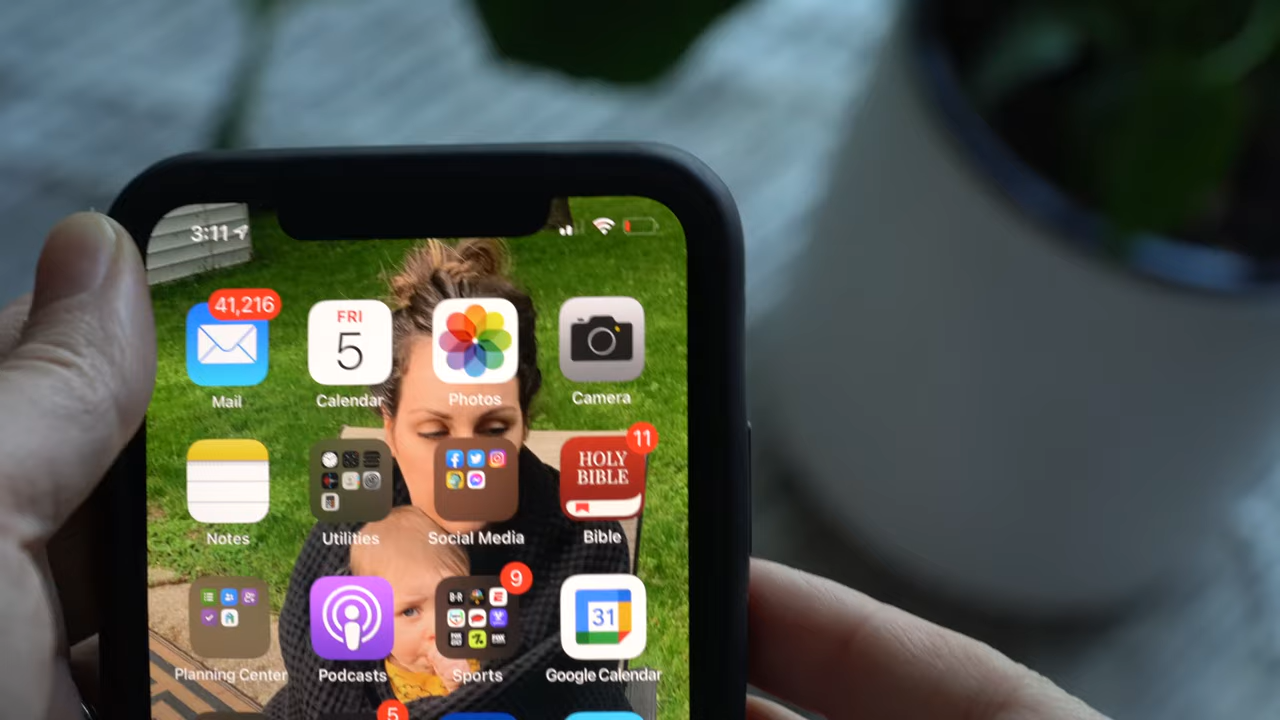 3:11
41,216
FRI
5
Mail
Calendar
Photos
Camera
11
HOLY
BIBLE
Notes
Utilities
Social Media
Bible
9
B·R
31
Planning Center
Podcasts
Sports
Google Calendar
5